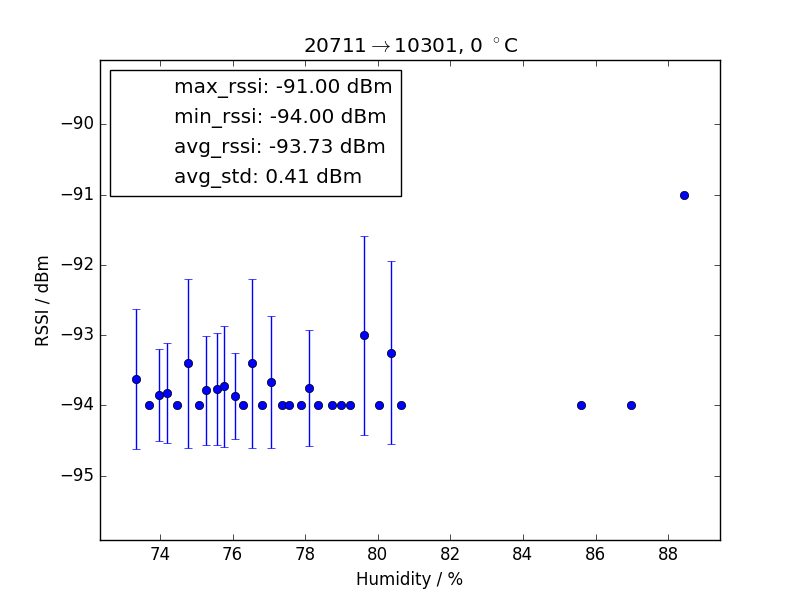 20711→10301, 0 °C
max_rssi: -91.00 dBm
min_rssi: -94.00 dBm
avg_rssi: -93.73 dBm
avg_std: 0.41 dBm
−90
−91
−92
−93
−94
−95
RSSI / dBm
74 76 78 80 82 84 86 88
Humidity / %